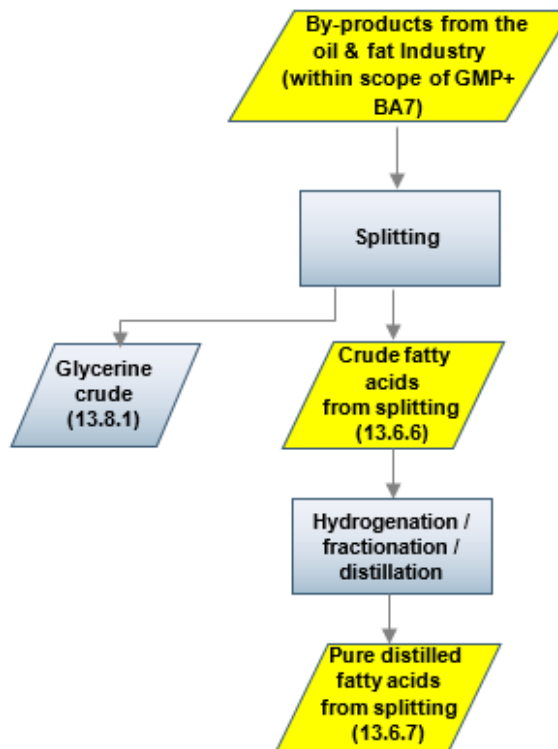 By-products from the
oil & fat Industry
(within scope of GMP+
BA7)
Splitting
Glycerine
crude
(13.8.1)
Crude fatty
acids
from splitting
(13.6.6)
Hydrogenation /
fractionation /
distillation
Pure distilled
fatty acids
from splitting
(13.6.7)